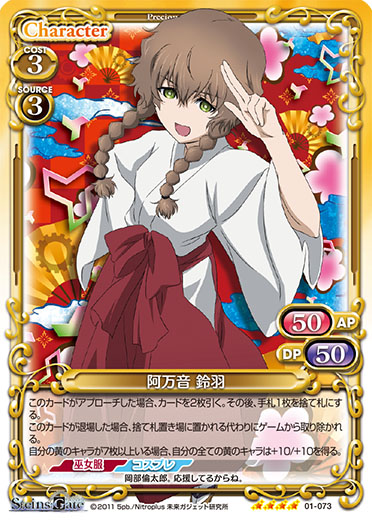 Precious
Character
COST
3
SOURCE
3
50 AP
DP 50
阿万音 鈴羽
このカードがアプローチした場合、カードを2枚引く。その後、手札1枚を捨て札にする。
このカードが退場した場合、捨て札置き場に置かれる代わりにゲームから取り除かれる。
自分の黄のキャラが7枚以上いる場合、自分の全ての黄のキャラは+10/+10を得る。
巫女服 コスプレ
岡部倫太郎。応援してるからね。
Steins;Gate
©2011 5pb./Nitroplus 未来ガジェット研究所
01-073